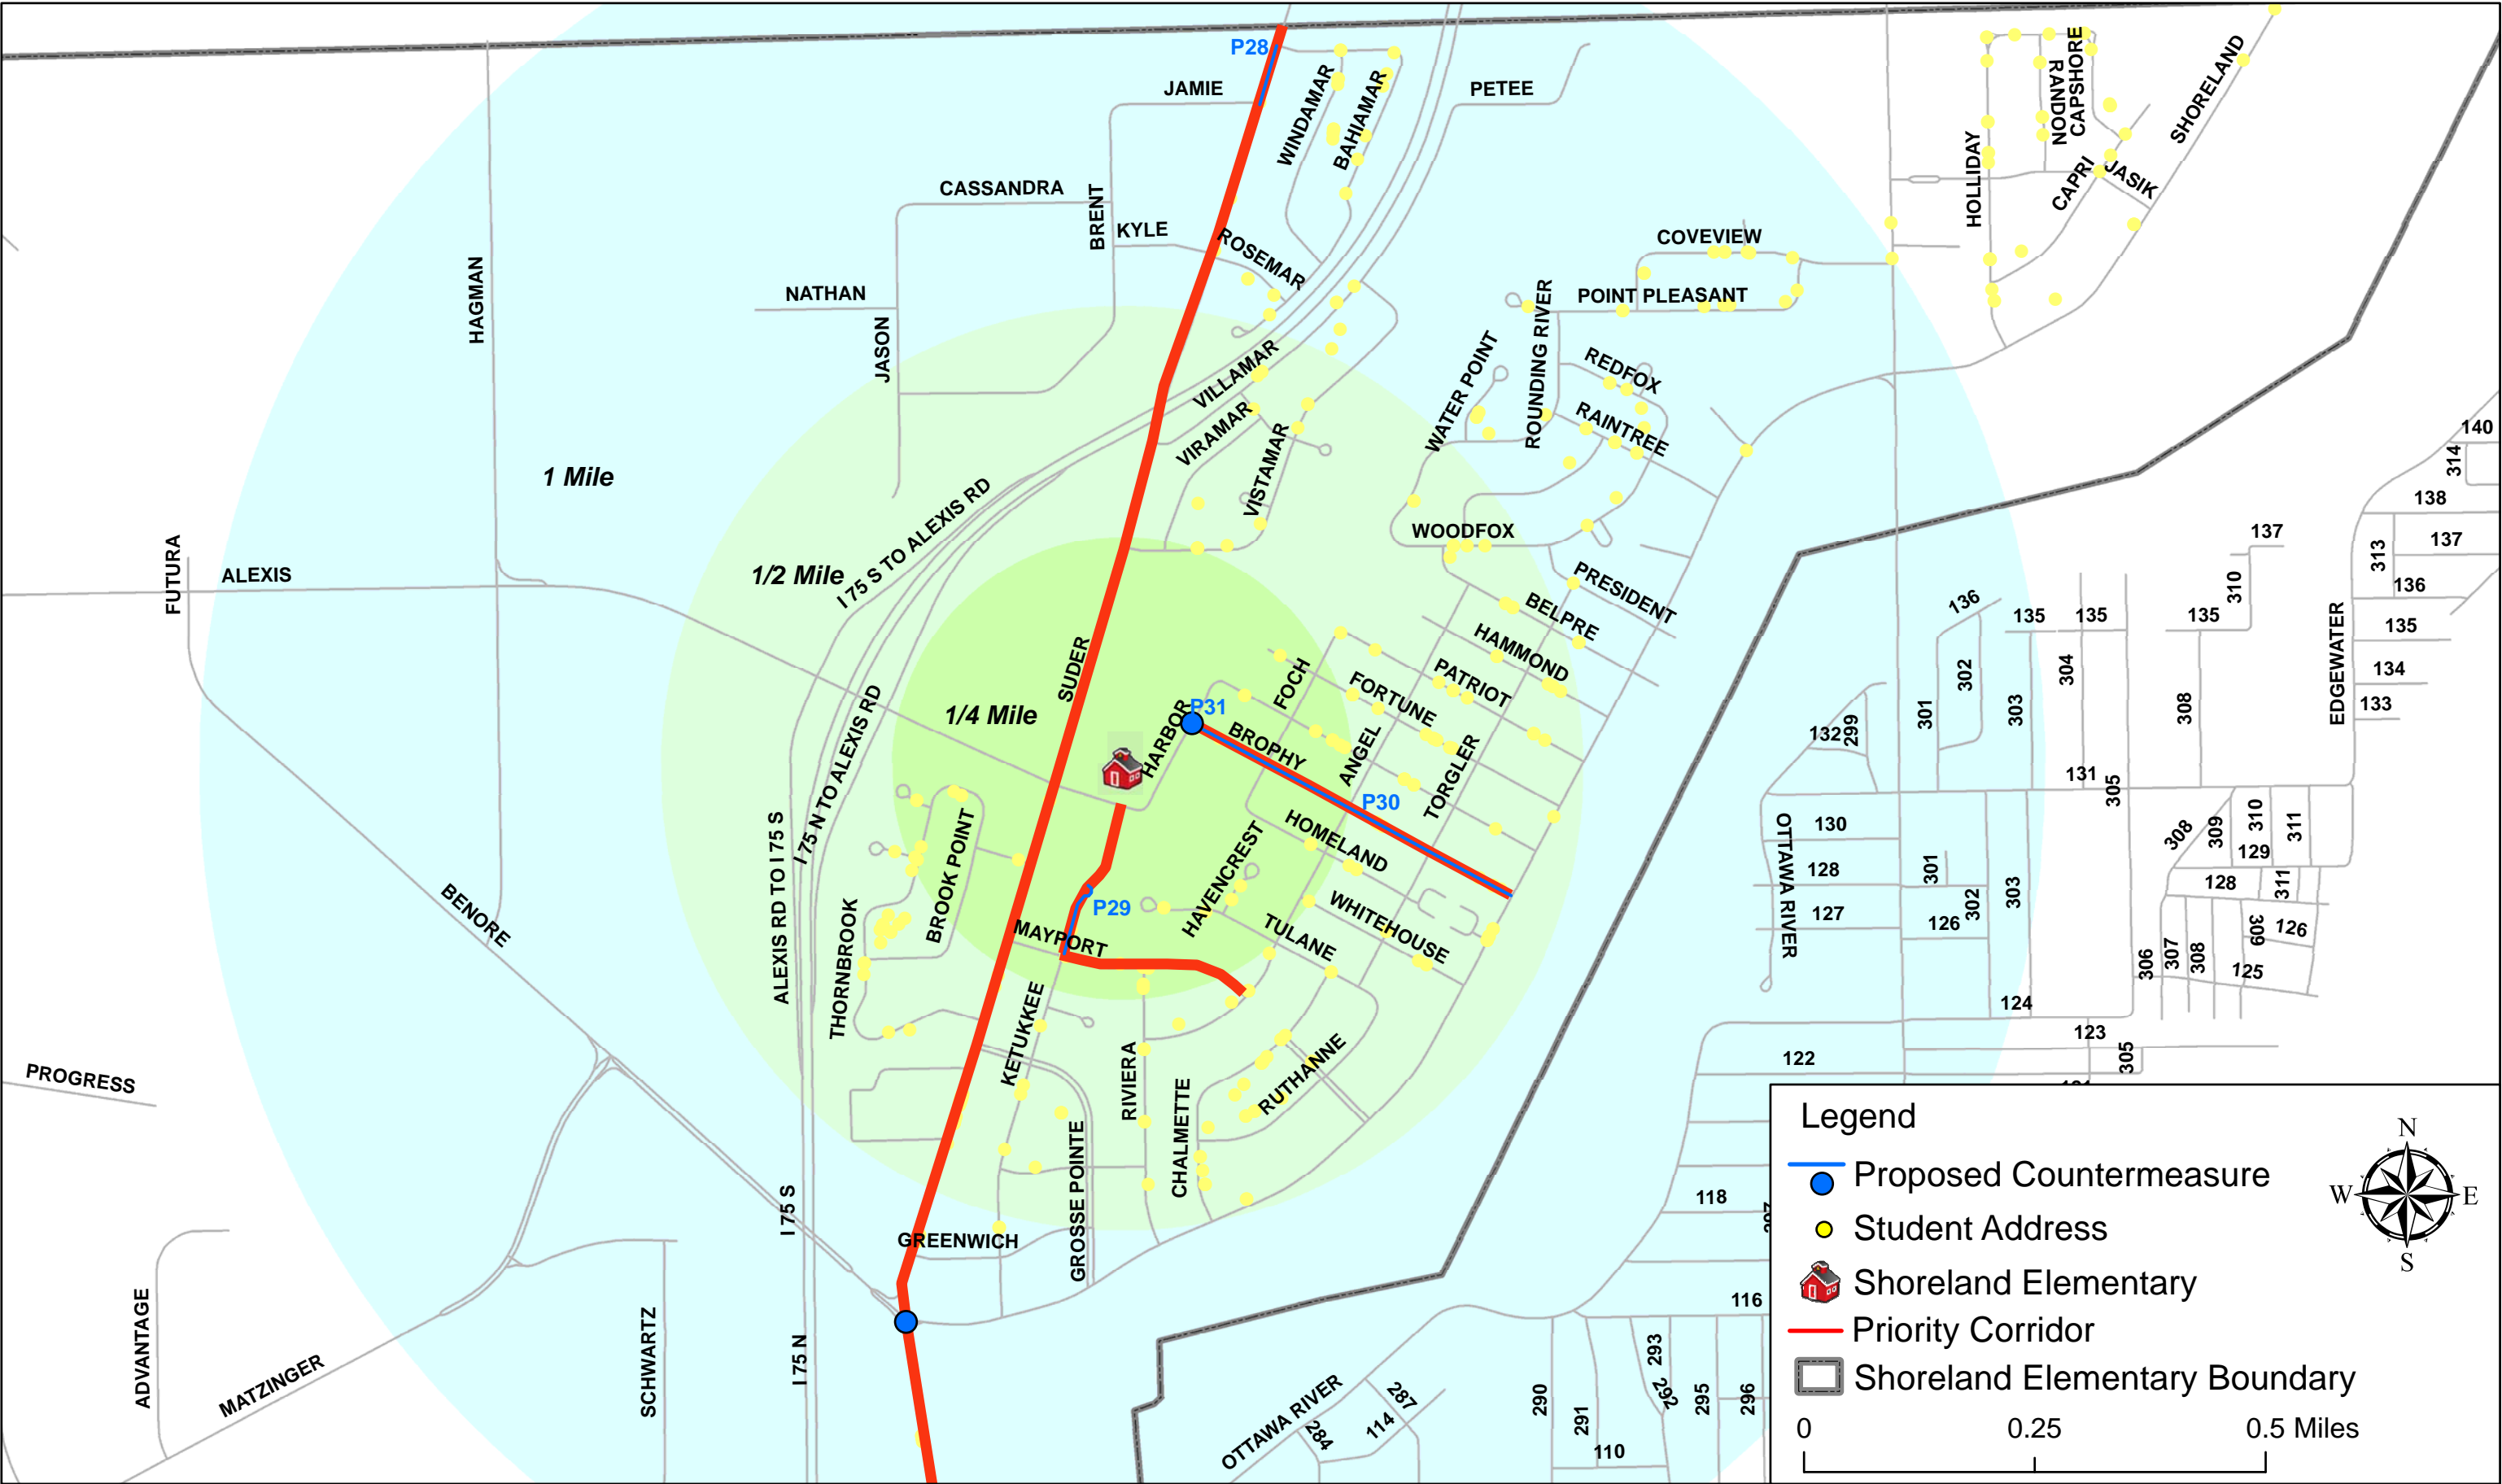 P28
JAMIE
WINDAMAR
BAHIAMAR
PETEE
RANDON
CAPSHORE
SHORELAND
HOLLIDAY
CAPRI
JASIK
CASSANDRA
BRENT
KYLE
ROSEMAR
COVEVIEW
HAGMAN
NATHAN
JASON
POINT PLEASANT
ROUNDING RIVER
WATER POINT
REDFOX
RAINTREE
VILLAMAR
VIRAMAR
VISTAMAR
1 Mile
I 75 S TO ALEXIS RD
WOODFOX
140
314
138
137
137
313
136
310
FUTURA
ALEXIS
1/2 Mile
PRESIDENT
BELPRE
HAMMOND
136
135
135
135
135
EDGEWATER
134
133
SUDER
FOCH
FORTUNE
PATRIOT
302
304
303
301
308
I 75 N TO ALEXIS RD
1/4 Mile
HARBOR
P31
BROPHY
ANGEL
TORGLER
132
299
131
305
P30
HOMELAND
OTTAWA RIVER
130
128
127
301
302
303
126
308
309
310
311
129
128
311
309
126
306
307
308
125
124
123
122
305
ALEXIS RD TO I 75 S
BROOK POINT
THORNBROOK
HAVENCREST
WHITEHOUSE
TULANE
P29
MAYPORT
BENORE
KETUKKEE
RIVIERA
RUTHANNE
CHALMETTE
GROSSE POINTE
PROGRESS
I 75 S
GREENWICH
118
116
I 75 N
ADVANTAGE
MATZINGER
SCHWARTZ
OTTAWA RIVER
287
284
114
290
291
293
292
295
296
110
Legend
Proposed Countermeasure
Student Address
Shoreland Elementary
Priority Corridor
Shoreland Elementary Boundary
0 0.25 0.5 Miles
N
W E
S